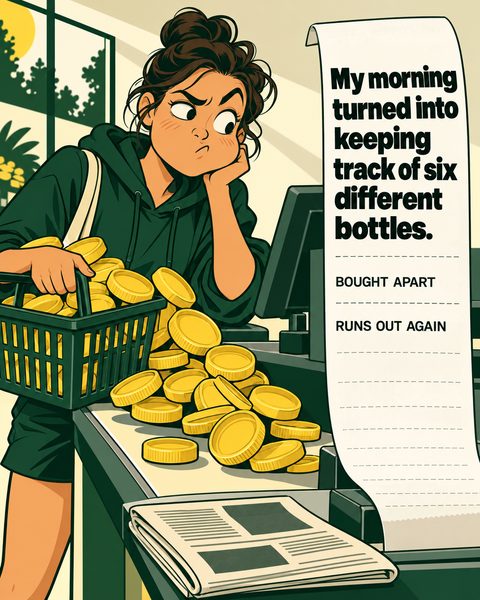 My morning
turned into
keeping
track of six
different
bottles.
BOUGHT APART
RUNS OUT AGAIN